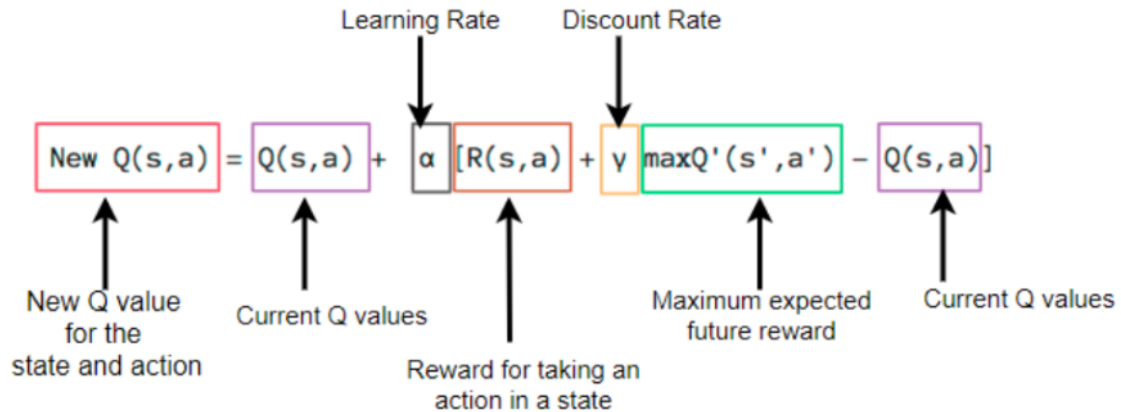 Learning Rate
Discount Rate
New Q(s,a) = Q(s,a) + α [R(s,a) + γ maxQ'(s',a') - Q(s,a)]
New Q value
for the
state and action
Current Q values
Reward for taking an
action in a state
Maximum expected
future reward
Current Q values